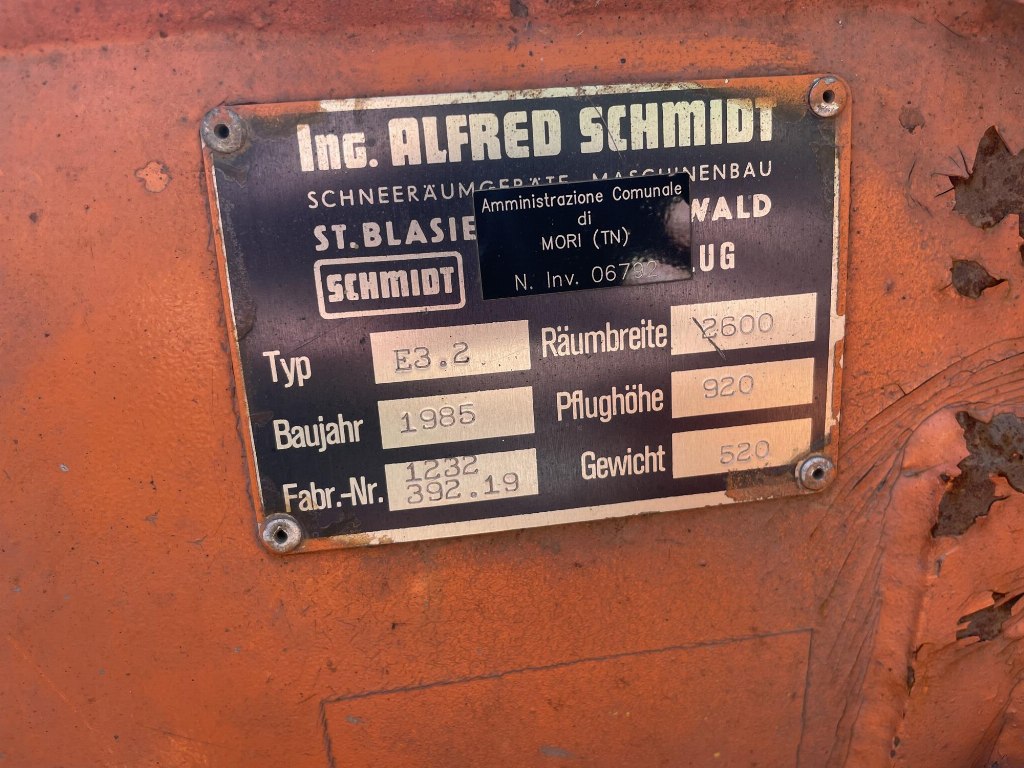 Ing. ALFRED SCHMIDT
SCHNEERÄUMGERÄTE MASCHINENBAU
Amministrazione Comunale
di
MORI (TN)
N. Inv. 06792
ST.BLASIE WALD
UG
SCHMIDT
Typ E3.2 Räumbreite 2600
Baujahr 1985 Pflughöhe 920
Fabr.-Nr. 1232 Gewicht 520
392.19